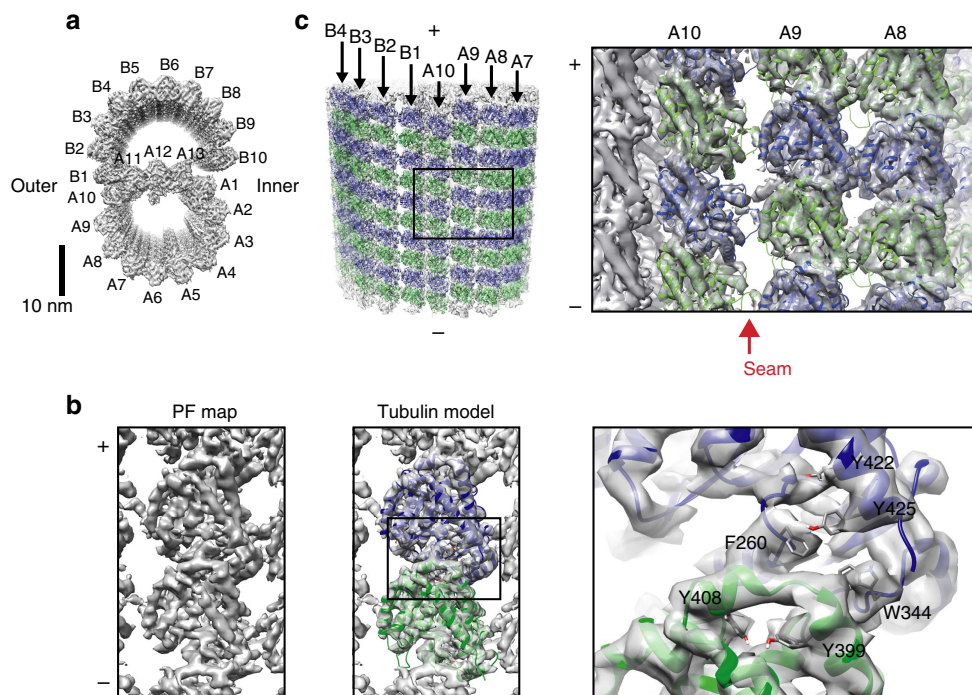 a
B6
B5
B7
B4
B8
B3
B9
B2
A12
A11
A13
B10
B1
A1
Outer
Inner
A10
A2
A9
A3
A8
A4
A7
A5
A6
10 nm
c
+
B4
B3
B2
B1
A10
A9
A8
A7
–
A10
A9
A8
+
–
Seam
b
PF map
Tubulin model
+
–
Y422
Y425
F260
Y408
W344
Y399